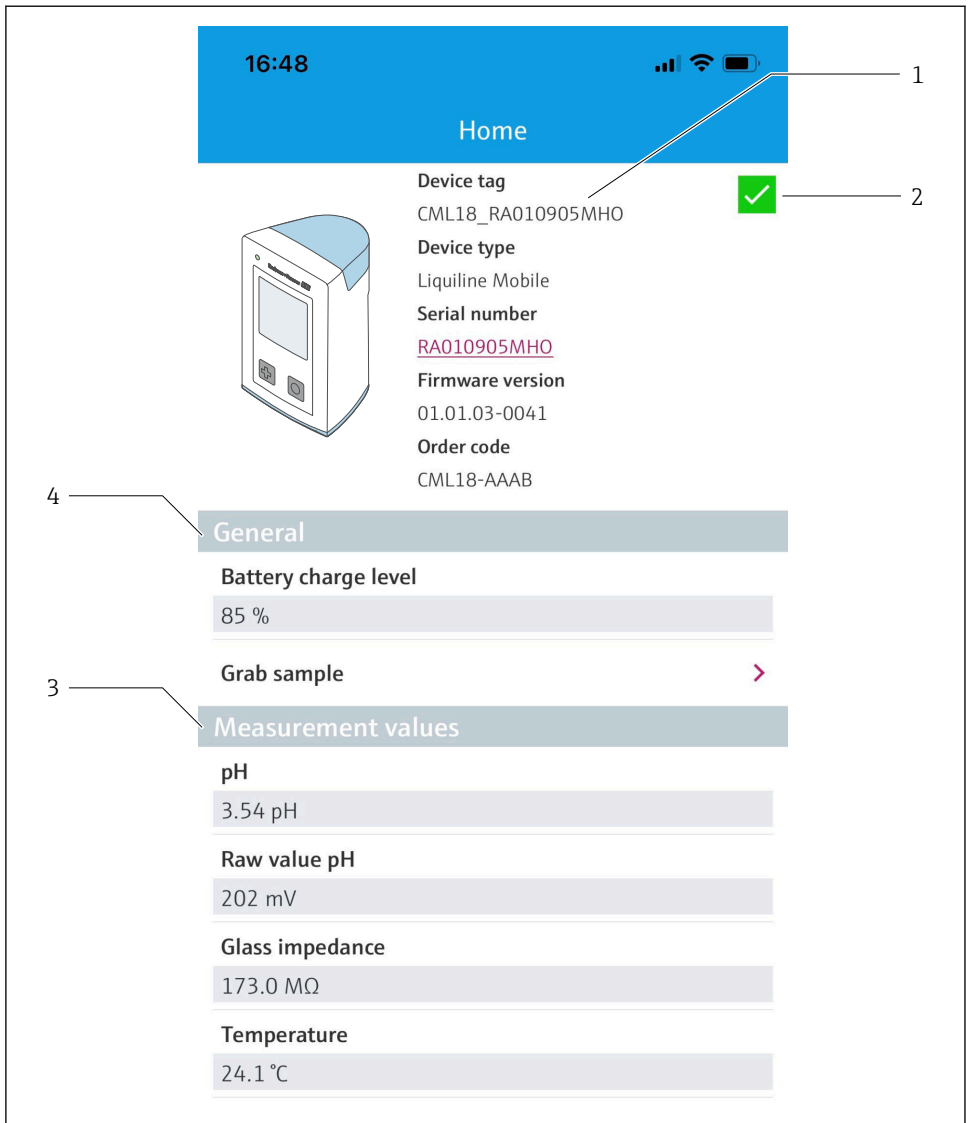 16:48
1
Home
Device tag
CML18_RA010905MHO
2
Device type
Liquiline Mobile
Serial number
RA010905MHO
Firmware version
01.01.03-0041
Order code
CML18-AAAB
4
General
Battery charge level
85 %
Grab sample
3
Measurement values
pH
3.54 pH
Raw value pH
202 mV
Glass impedance
173.0 MΩ
Temperature
24.1 °C